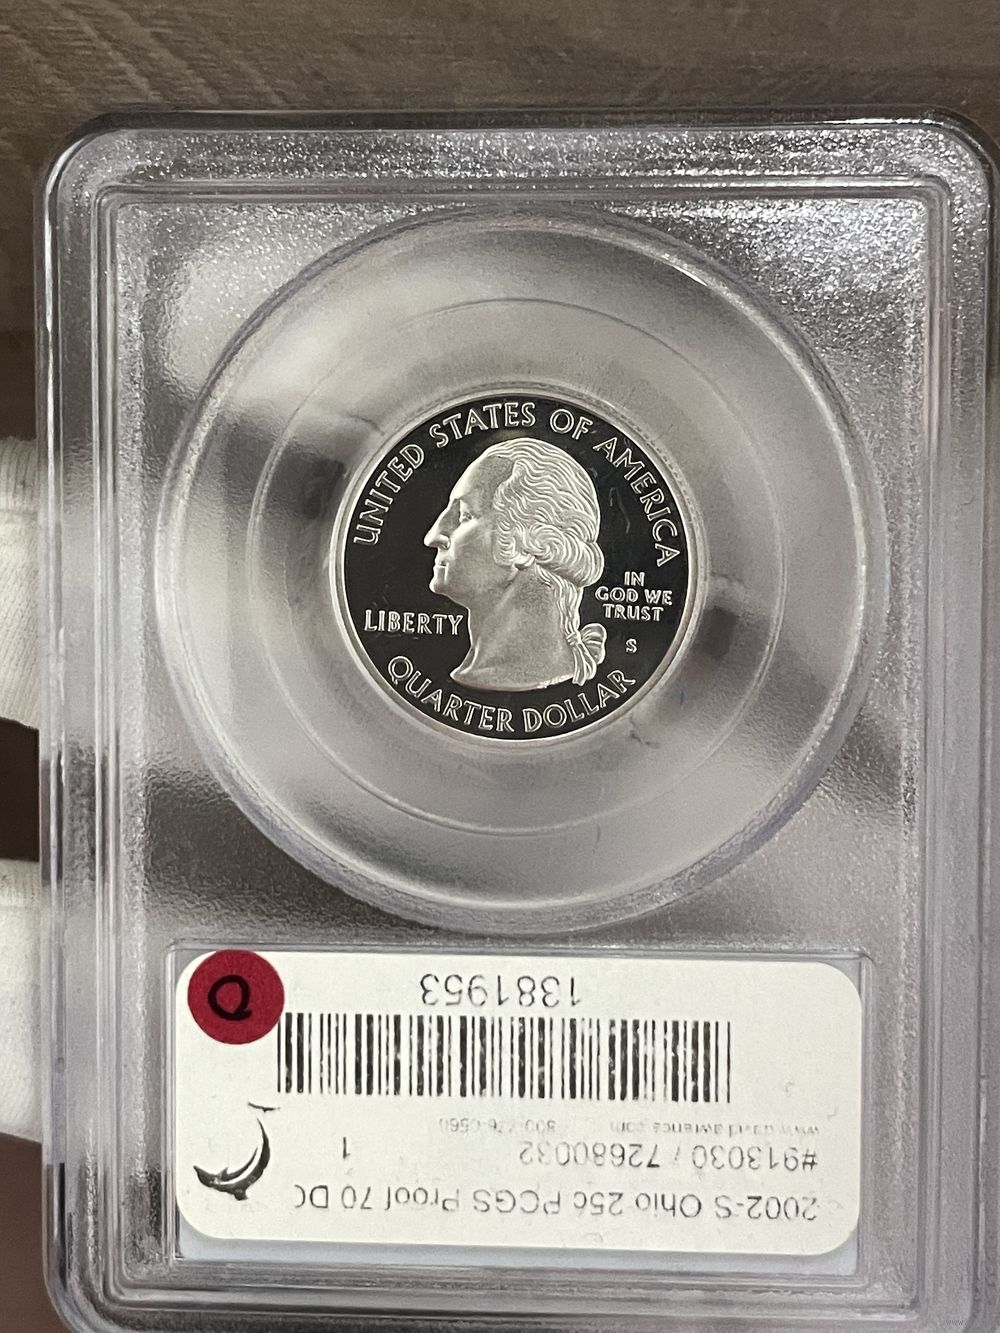 UNITED STATES OF AMERICA
LIBERTY
IN
GOD WE
TRUST
S
QUARTER DOLLAR
2002-S Ohio 25¢ PCGS Proof 70 DC
#913030 / 72680032 1
1381953